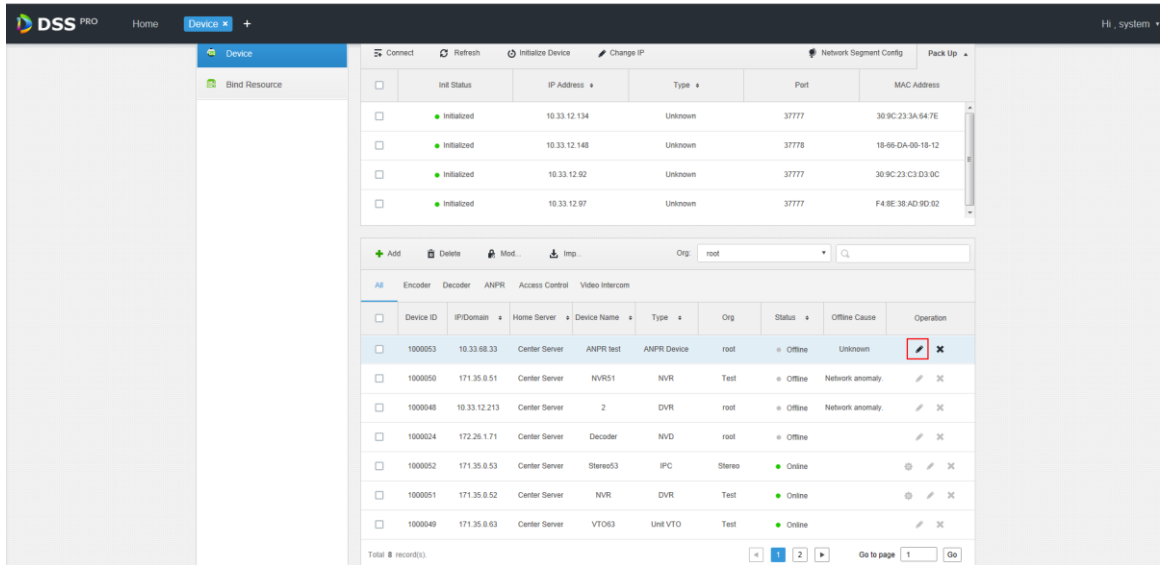 DSS PRO Home Device × + Hi , system
Device
Bind Resource
Connect Refresh Initialize Device Change IP Network Segment Config Pack Up
Init Status IP Address Type Port MAC Address
Initialized 10.33.12.134 Unknown 37777 30:9C:23:3A:64:7E
Initialized 10.33.12.148 Unknown 37778 18-66-DA-00-18-12
Initialized 10.33.12.92 Unknown 37777 30:9C:23:C3:D3:0C
Initialized 10.33.12.97 Unknown 37777 F4:8E:38:AD:9D:02
Add Delete Mod... Imp... Org: root
All Encoder Decoder ANPR Access Control Video Intercom
Device ID IP/Domain Home Server Device Name Type Org Status Offline Cause Operation
1000053 10.33.68.33 Center Server ANPR test ANPR Device root Offline Unknown
1000050 171.35.0.51 Center Server NVR51 NVR Test Offline Network anomaly.
1000048 10.33.12.213 Center Server 2 DVR root Offline Network anomaly.
1000024 172.26.1.71 Center Server Decoder NVD root Offline
1000052 171.35.0.53 Center Server Stereo53 IPC Stereo Online
1000051 171.35.0.52 Center Server NVR DVR Test Online
1000049 171.35.0.63 Center Server VTO63 Unit VTO Test Online
Total 8 record(s). 1 2 Go to page 1 Go